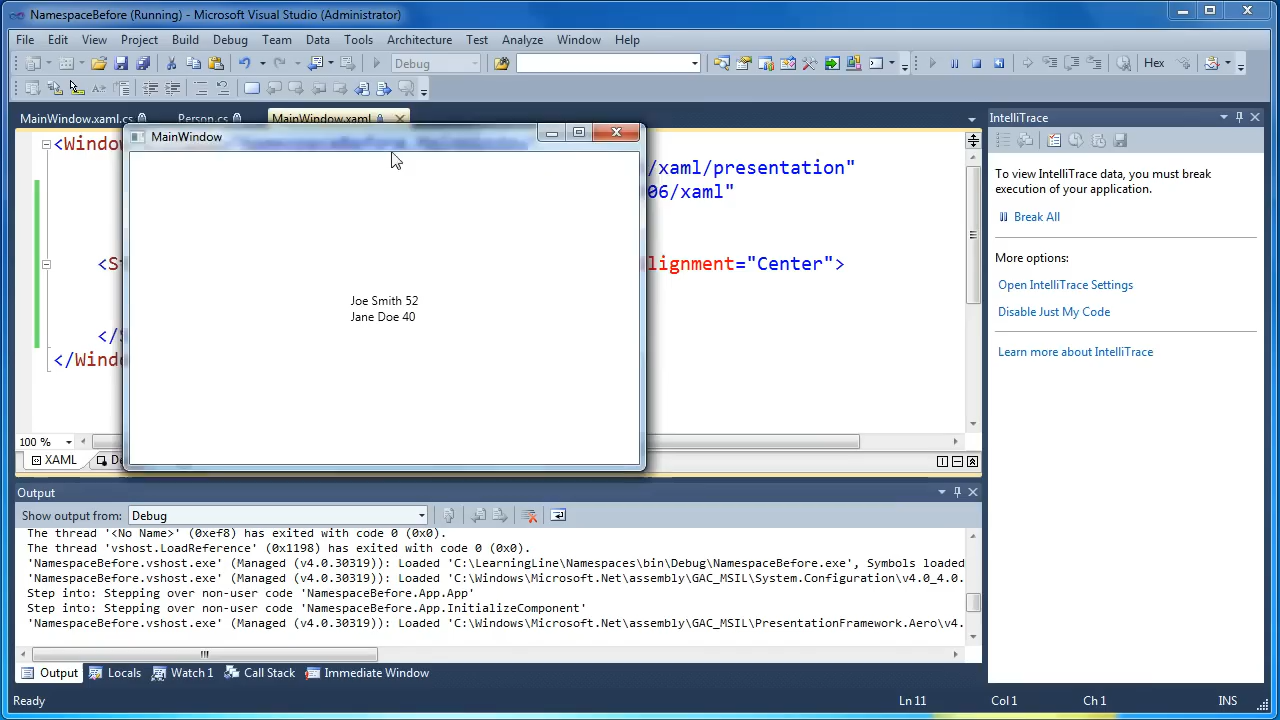 NamespaceBefore (Running) - Microsoft Visual Studio (Administrator)
File Edit View Project Build Debug Team Data Tools Architecture Test Analyze Window Help
Debug
Hex
MainWindow.xaml.cs Person.cs MainWindow.xaml
MainWindow
<Windo
/xaml/presentation"
06/xaml"
<St
lignment="Center">
Joe Smith 52
Jane Doe 40
</
</Windo
100 %
XAML
IntelliTrace
To view IntelliTrace data, you must break
execution of your application.
Break All
More options:
Open IntelliTrace Settings
Disable Just My Code
Learn more about IntelliTrace
Output
Show output from: Debug
The thread '<No Name>' (0xef8) has exited with code 0 (0x0).
The thread 'vshost.LoadReference' (0x1198) has exited with code 0 (0x0).
'NamespaceBefore.vshost.exe' (Managed (v4.0.30319)): Loaded 'C:\LearningLine\Namespaces\bin\Debug\NamespaceBefore.exe', Symbols loaded
'NamespaceBefore.vshost.exe' (Managed (v4.0.30319)): Loaded 'C:\Windows\Microsoft.Net\assembly\GAC_MSIL\System.Configuration\v4.0_4.0.
Step into: Stepping over non-user code 'NamespaceBefore.App.App'
Step into: Stepping over non-user code 'NamespaceBefore.App.InitializeComponent'
'NamespaceBefore.vshost.exe' (Managed (v4.0.30319)): Loaded 'C:\Windows\Microsoft.Net\assembly\GAC_MSIL\PresentationFramework.Aero\v4.
Output Locals Watch 1 Call Stack Immediate Window
Ready Ln 11 Col 1 Ch 1 INS